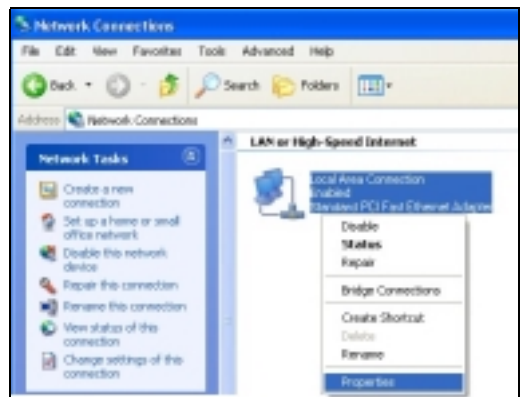 Network Connections
File Edit View Favorites Tools Advanced Help
Back Search Folders
Address Network Connections
Network Tasks
Create a new
connection
Set up a home or small
office network
Disable this network
device
Repair this connection
Rename this connection
View status of this
connection
Change settings of this
connection
LAN or High-Speed Internet
Local Area Connection
Enabled
Standard PCI Fast Ethernet Adapter
Disable
Status
Repair
Bridge Connections
Create Shortcut
Delete
Rename
Properties